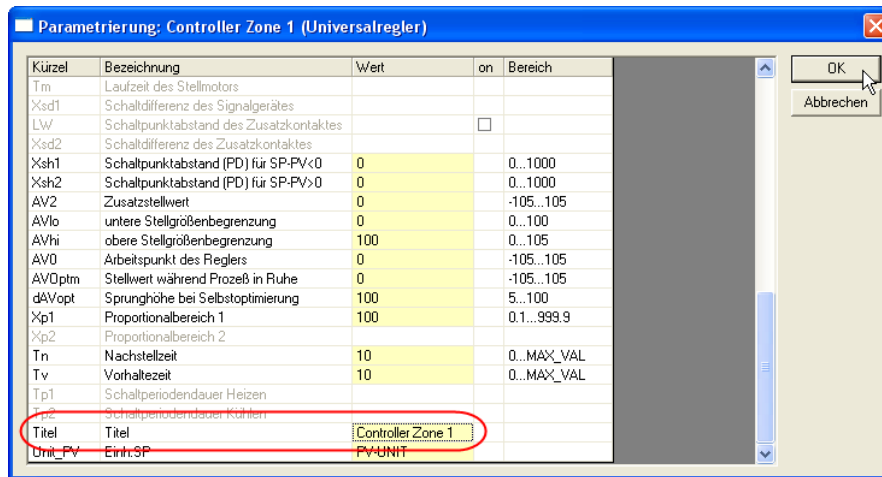 Parametrierung: Controller Zone 1 (Universalregler)
Kürzel Bezeichnung Wert on Bereich
Tm Laufzeit des Stellmotors
Xsd1 Schaltdifferenz des Signalgerätes
LW Schaltpunktabstand des Zusatzkontaktes
Xsd2 Schaltdifferenz des Zusatzkontaktes
Xsh1 Schaltpunktabstand (PD) für SP-PV<0 0 0...1000
Xsh2 Schaltpunktabstand (PD) für SP-PV>0 0 0...1000
AV2 Zusatzstellwert 0 -105...105
AVlo untere Stellgrößenbegrenzung 0 0...100
AVhi obere Stellgrößenbegrenzung 100 0...105
AV0 Arbeitspunkt des Reglers 0 -105...105
AVOptm Stellwert während Prozeß in Ruhe 0 -105...105
dAVopt Sprunghöhe bei Selbstoptimierung 100 5...100
Xp1 Proportionalbereich 1 100 0.1...999.9
Xp2 Proportionalbereich 2
Tn Nachstellzeit 10 0...MAX_VAL
Tv Vorhaltezeit 10 0...MAX_VAL
Tp1 Schaltperiodendauer Heizen
Tp2 Schaltperiodendauer Kühlen
Titel Titel Controller Zone 1
Unit_PV Einh.SP PV-UNIT
OK
Abbrechen